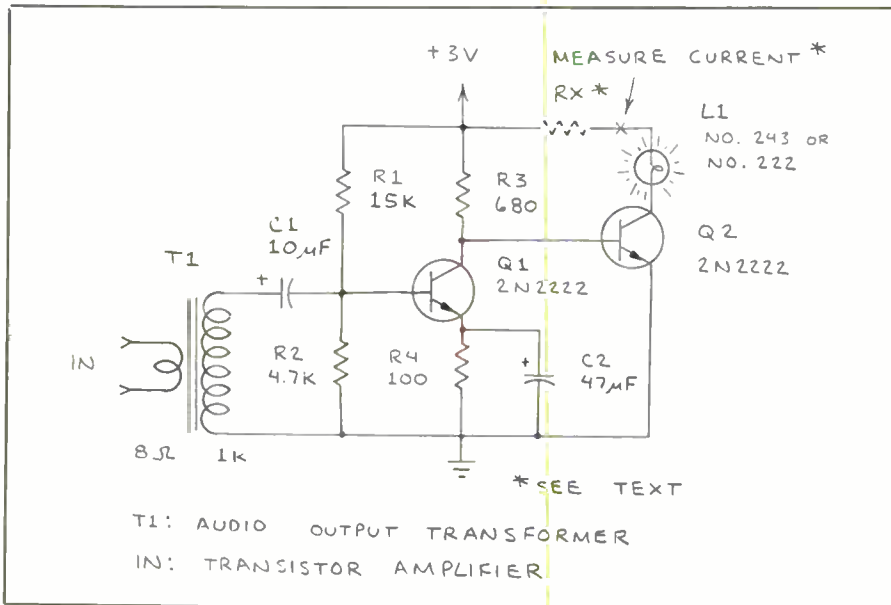 +3V
MEASURE CURRENT *
RX *
L1
NO. 243 OR
NO. 222
R1
15K
R3
680
C1
10µF
T1
Q1
2N2222
Q2
2N2222
IN
R2
4.7K
R4
100
+
+
C2
47µF
8Ω
1K
*SEE TEXT
T1: AUDIO OUTPUT TRANSFORMER
IN: TRANSISTOR AMPLIFIER